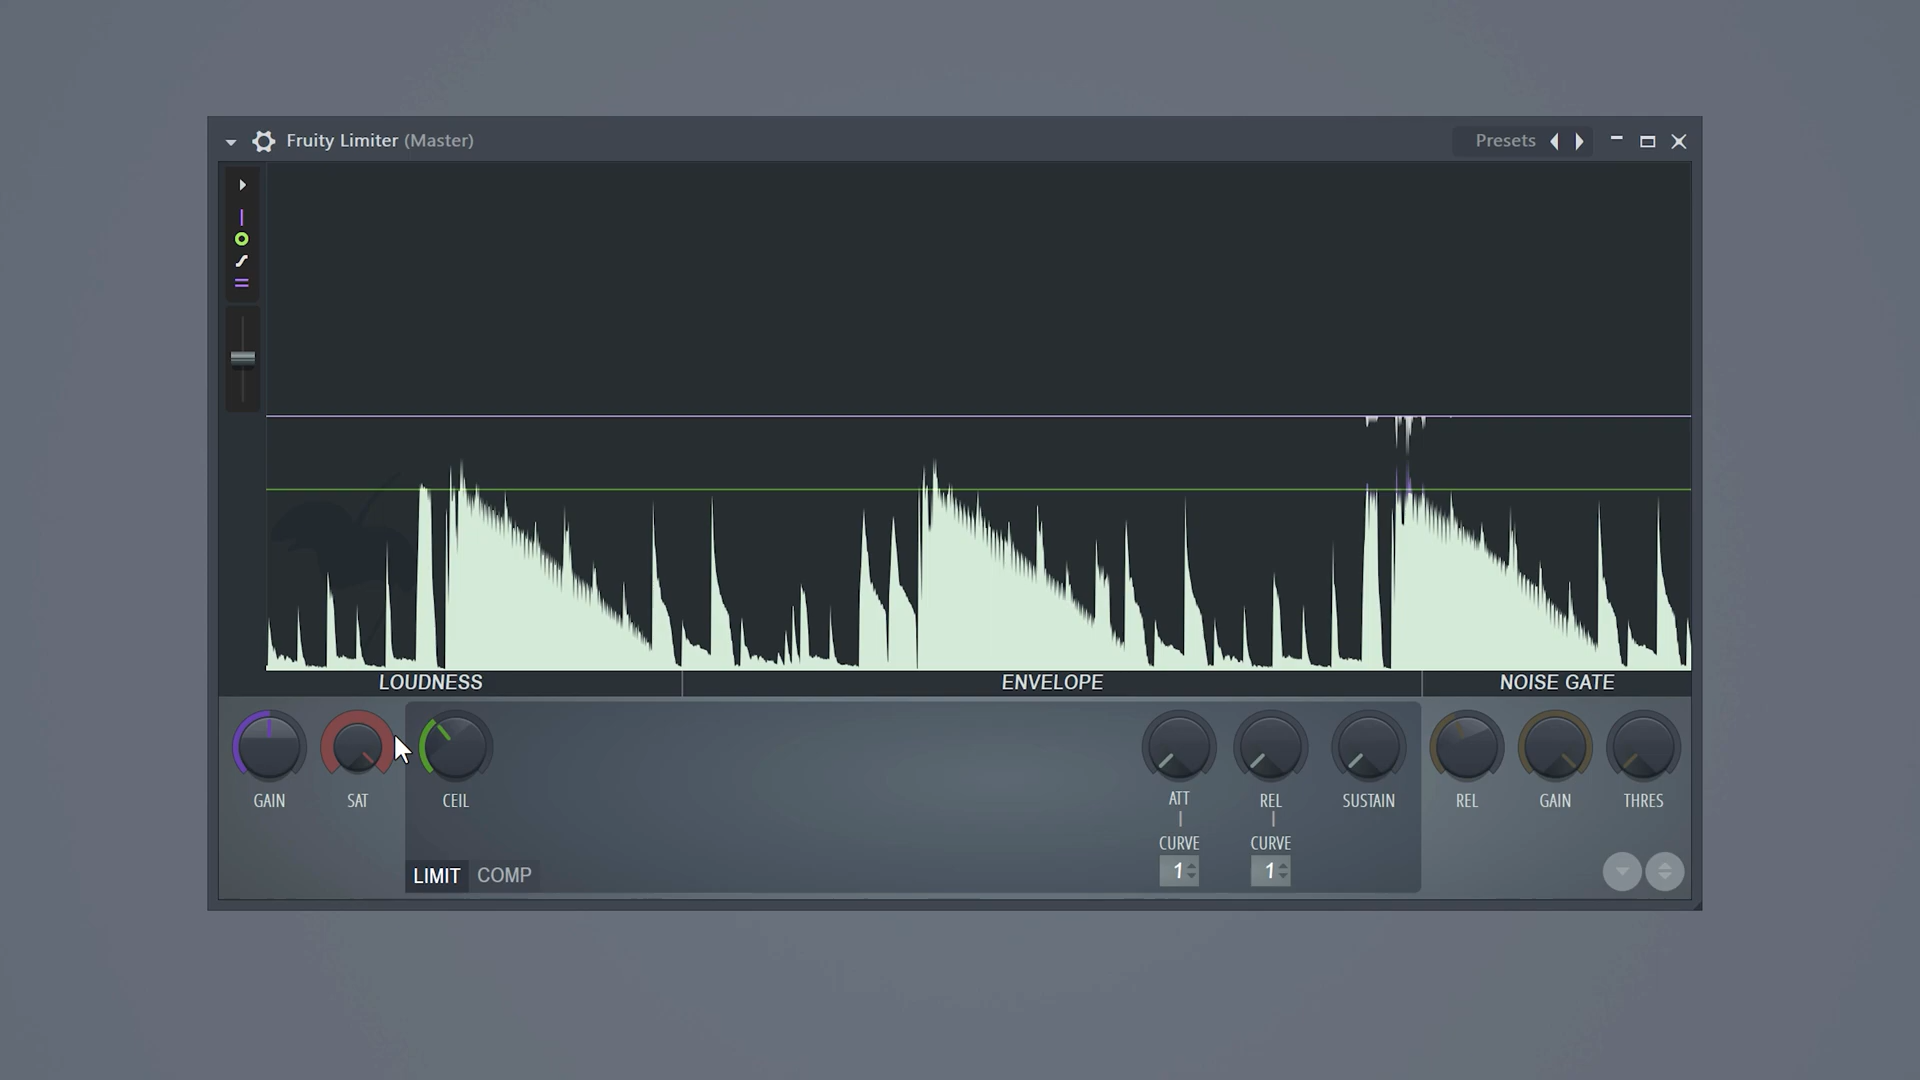 Fruity Limiter (Master)
Presets
LOUDNESS
ENVELOPE
NOISE GATE
GAIN
SAT
CEIL
ATT
REL
SUSTAIN
REL
GAIN
THRES
CURVE
CURVE
1
1
LIMIT
COMP